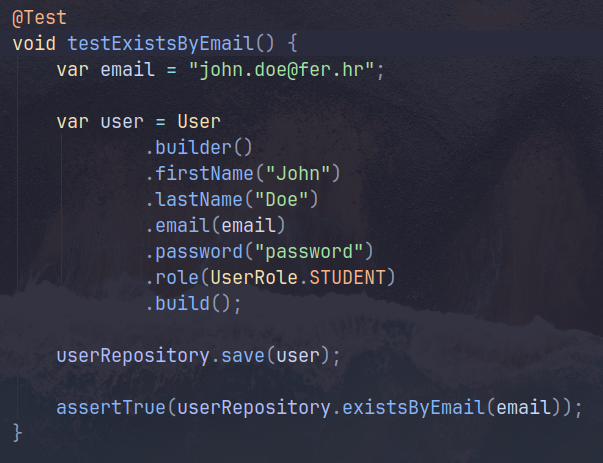 @Test
void testExistsByEmail() {
    var email = "john.doe@fer.hr";

    var user = User
            .builder()
            .firstName("John")
            .lastName("Doe")
            .email(email)
            .password("password")
            .role(UserRole.STUDENT)
            .build();

    userRepository.save(user);

    assertTrue(userRepository.existsByEmail(email));
}